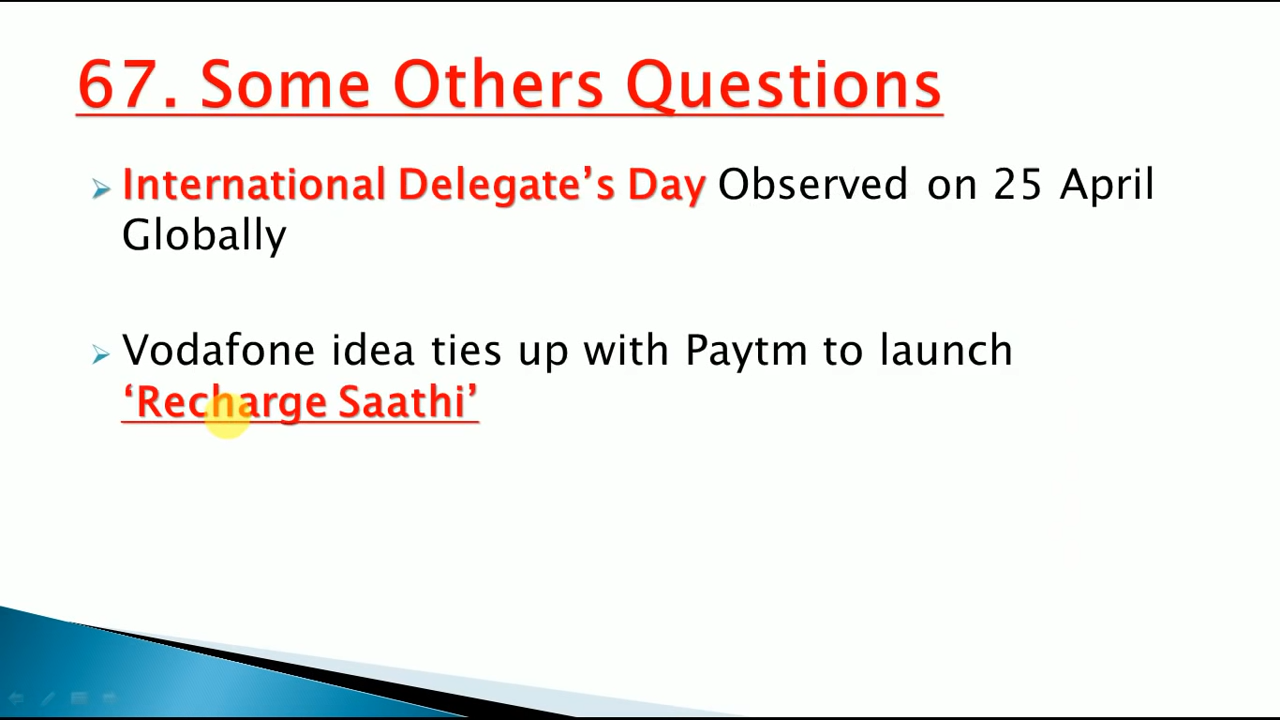 67. Some Others Questions
International Delegate’s Day Observed on 25 April
Globally
Vodafone idea ties up with Paytm to launch
‘Recharge Saathi’